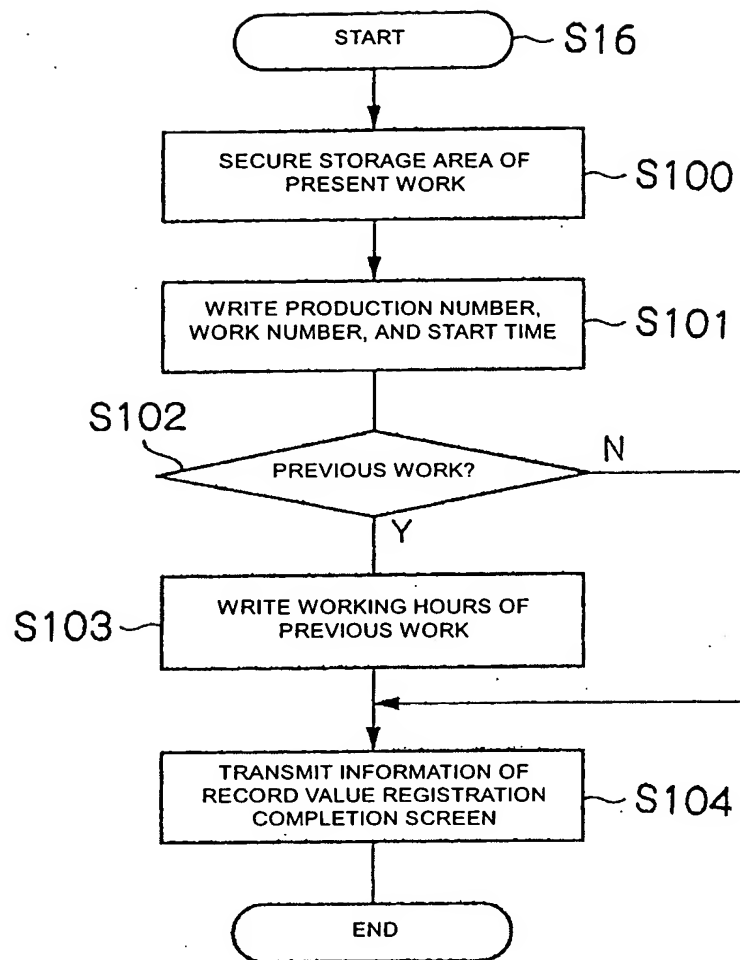 START
S16
SECURE STORAGE AREA OF
PRESENT WORK
S100
WRITE PRODUCTION NUMBER,
WORK NUMBER, AND START TIME
S101
S102
PREVIOUS WORK?
N
Y
WRITE WORKING HOURS OF
PREVIOUS WORK
S103
TRANSMIT INFORMATION OF
RECORD VALUE REGISTRATION
COMPLETION SCREEN
S104
END